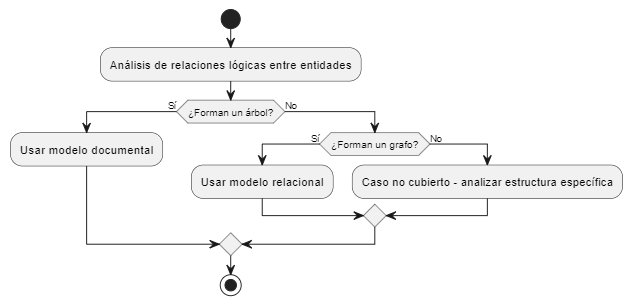 Análisis de relaciones lógicas entre entidades
Sí
¿Forman un árbol?
No
Usar modelo documental
Sí
¿Forman un grafo?
No
Usar modelo relacional
Caso no cubierto - analizar estructura específica